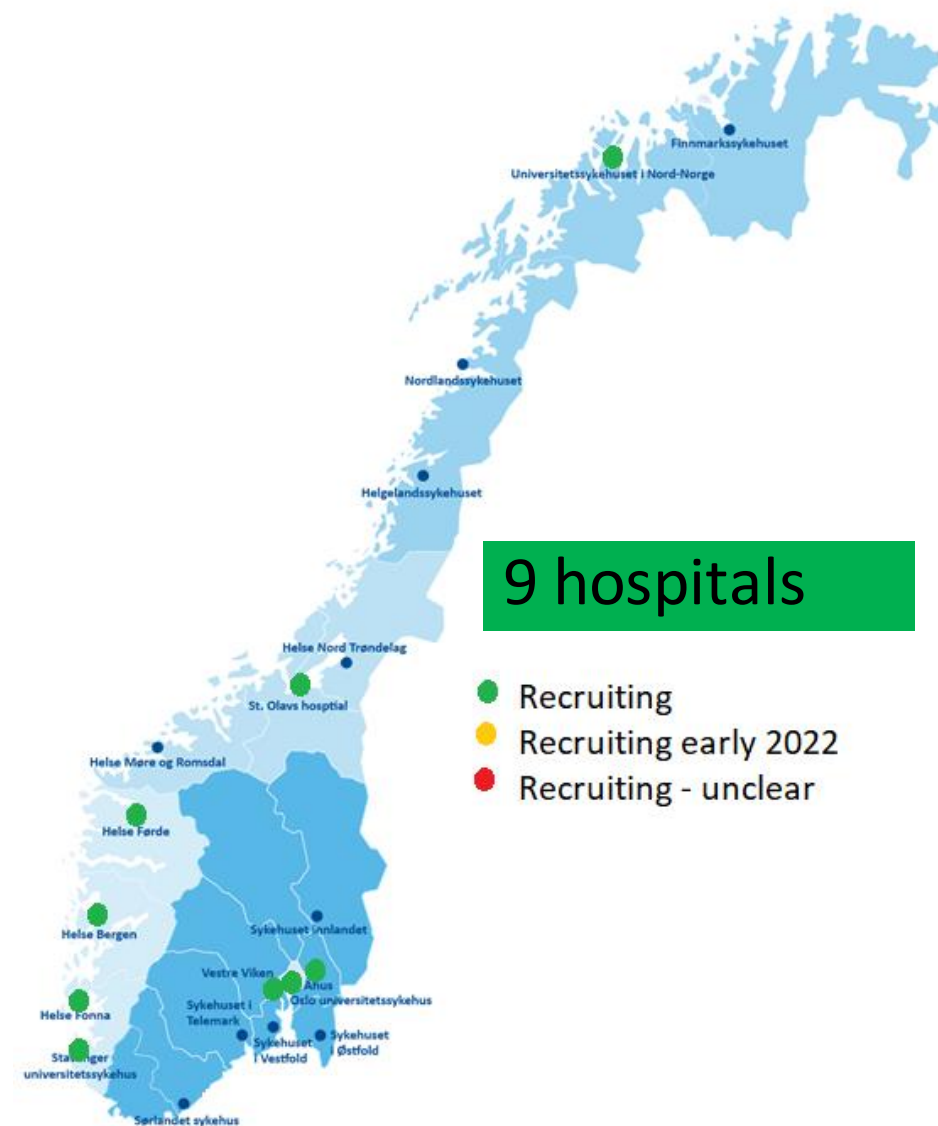 Finnmarkssykehuset
Universitetssykehuset i Nord-Norge
Nordlandssykehuset
Helgelandssykehuset
9 hospitals
Helse Nord Trøndelag
Recruiting
St. Olavs hosptial
Recruiting early 2022
Helse Møre og Romsdal
Recruiting - unclear
Helse Førde
Sykehuset innlandet
Helse Bergen
Vestre Viken
Ahus
Oslo universitetssykehus
Helse Fonna
Sykehuset i
Telemark
Sykehuset
i Vestfold
Sykehuset
i Østfold
Stavanger
universitetssykehus
Sørlandet sykehus